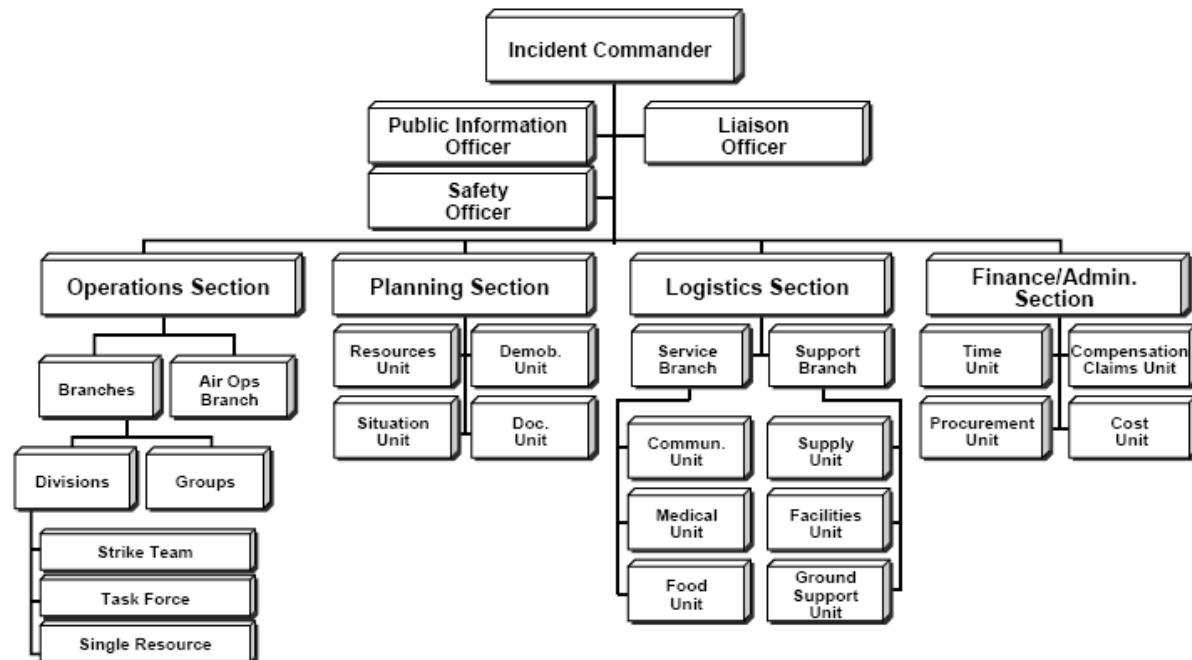 Incident Commander
Public Information
Officer
Liaison
Officer
Safety
Officer
Operations Section
Planning Section
Logistics Section
Finance/Admin.
Section
Branches
Air Ops
Branch
Resources
Unit
Demob.
Unit
Service
Branch
Support
Branch
Time
Unit
Compensation
Claims Unit
Situation
Unit
Doc.
Unit
Procurement
Unit
Cost
Unit
Divisions
Groups
Commun.
Unit
Supply
Unit
Strike Team
Medical
Unit
Facilities
Unit
Task Force
Food
Unit
Ground
Support
Unit
Single Resource